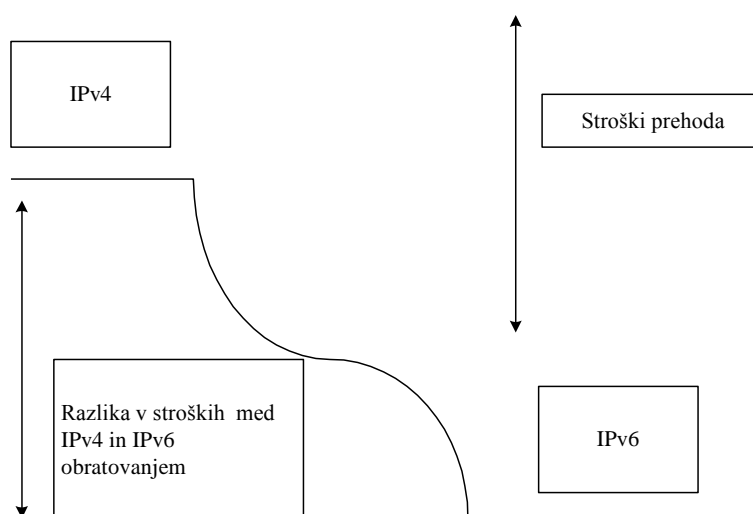 IPv4
Stroški prehoda
Razlika v stroških med
IPv4 in IPv6
obratovanjem
IPv6